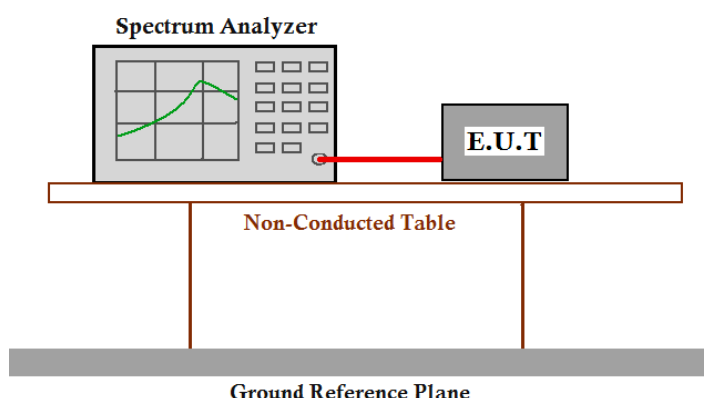 Spectrum Analyzer
E.U.T
Non-Conducted Table
Ground Reference Plane